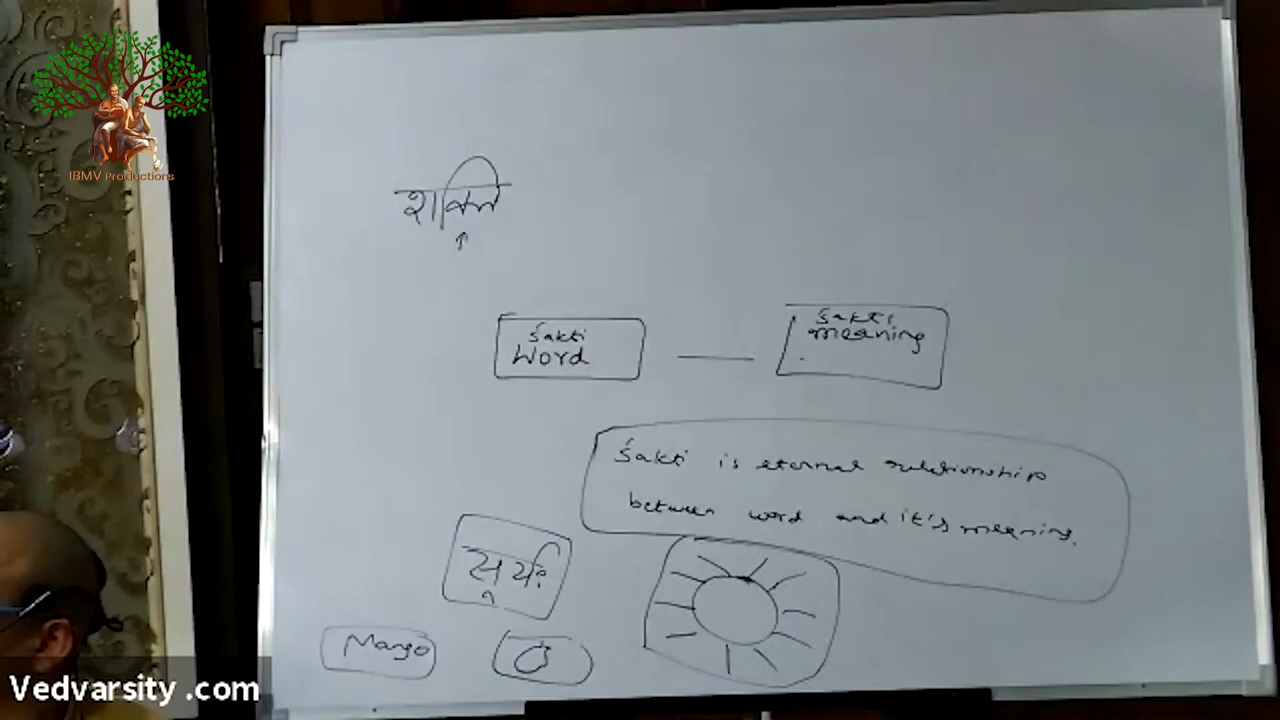 IBMV Productions
शक्ति
śakti
word
śakti
meaning
śakti is eternal relationship
between word and it's meaning.
सूर्यः
Mango
Vedvarsity .com